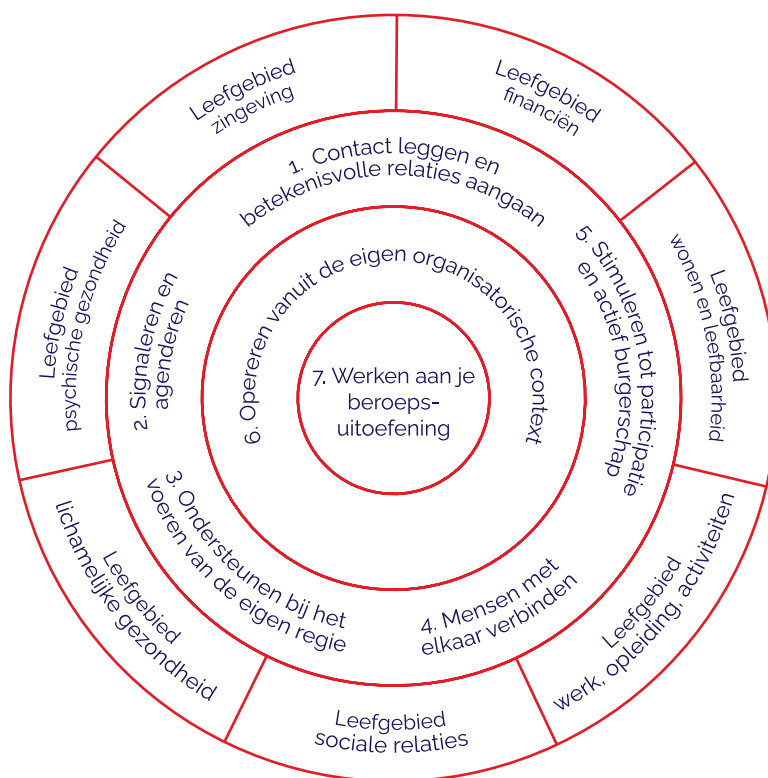 Leefgebied
zingeving
Leefgebied
financiën
Leefgebied
wonen en leefbaarheid
Leefgebied
werk, opleiding, activiteiten
Leefgebied
sociale relaties
Leefgebied
lichamelijke gezondheid
Leefgebied
psychische gezondheid
1. Contact leggen en
betekenisvolle relaties aangaan
2. Signaleren en
agenderen
3. Ondersteunen bij het
voeren van de eigen regie
4. Mensen met
elkaar verbinden
5. Stimuleren tot participatie
en actief burgerschap
6. Opereren vanuit de eigen organisatorische context
7. Werken aan je
beroeps-
uitoefening